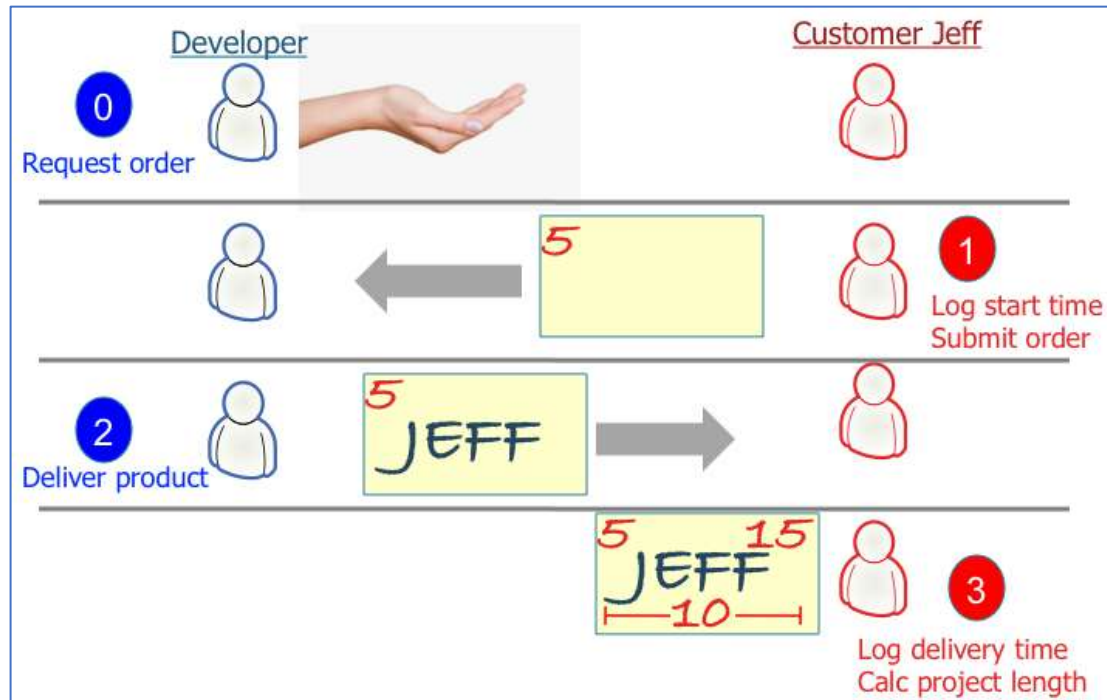 Developer
Customer Jeff
0
Request order
5
1
Log start time
Submit order
2
Deliver product
5
JEFF
5 15
JEFF
10
3
Log delivery time
Calc project length